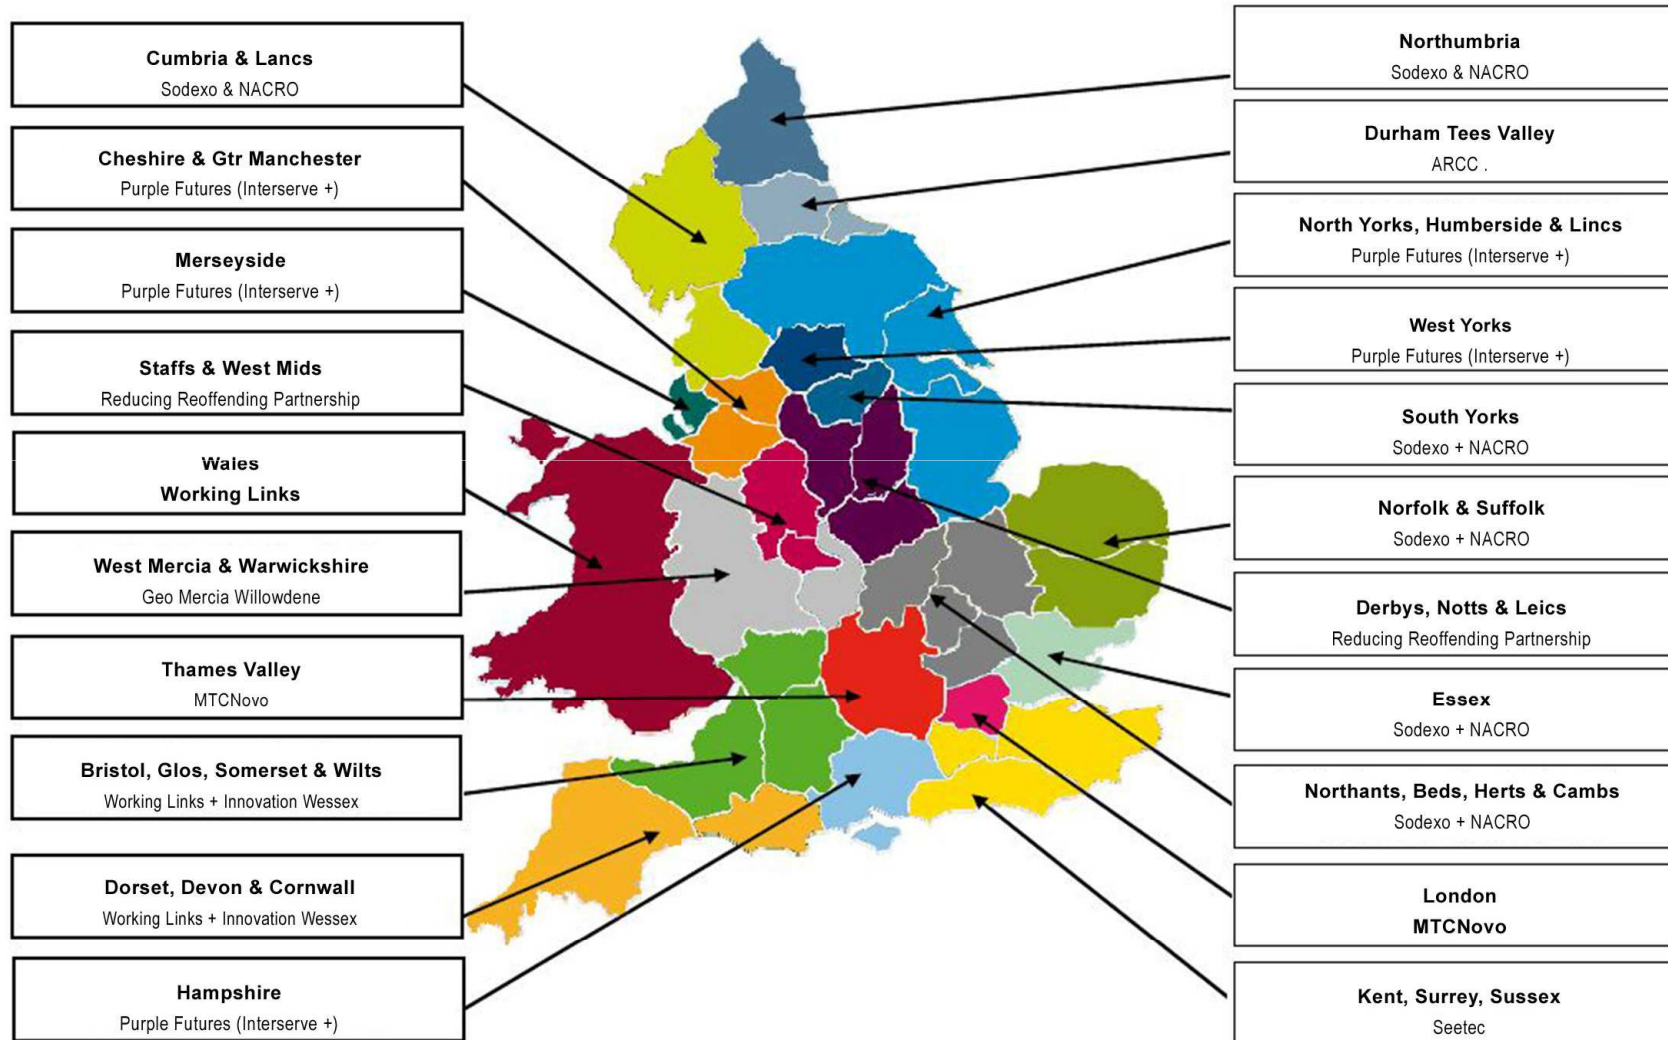 Cumbria & Lancs
Sodexo & NACRO
Cheshire & Gtr Manchester
Purple Futures (Interserve +)
Merseyside
Purple Futures (Interserve +)
Staffs & West Mids
Reducing Reoffending Partnership
Wales
Working Links
West Mercia & Warwickshire
Geo Mercia Willowdene
Thames Valley
MTCNovo
Bristol, Glos, Somerset & Wilts
Working Links + Innovation Wessex
Dorset, Devon & Cornwall
Working Links + Innovation Wessex
Hampshire
Purple Futures (Interserve +)
Northumbria
Sodexo & NACRO
Durham Tees Valley
ARCC .
North Yorks, Humberside & Lincs
Purple Futures (Interserve +)
West Yorks
Purple Futures (Interserve +)
South Yorks
Sodexo + NACRO
Norfolk & Suffolk
Sodexo + NACRO
Derbys, Notts & Leics
Reducing Reoffending Partnership
Essex
Sodexo + NACRO
Northants, Beds, Herts & Cambs
Sodexo + NACRO
London
MTCNovo
Kent, Surrey, Sussex
Seetec